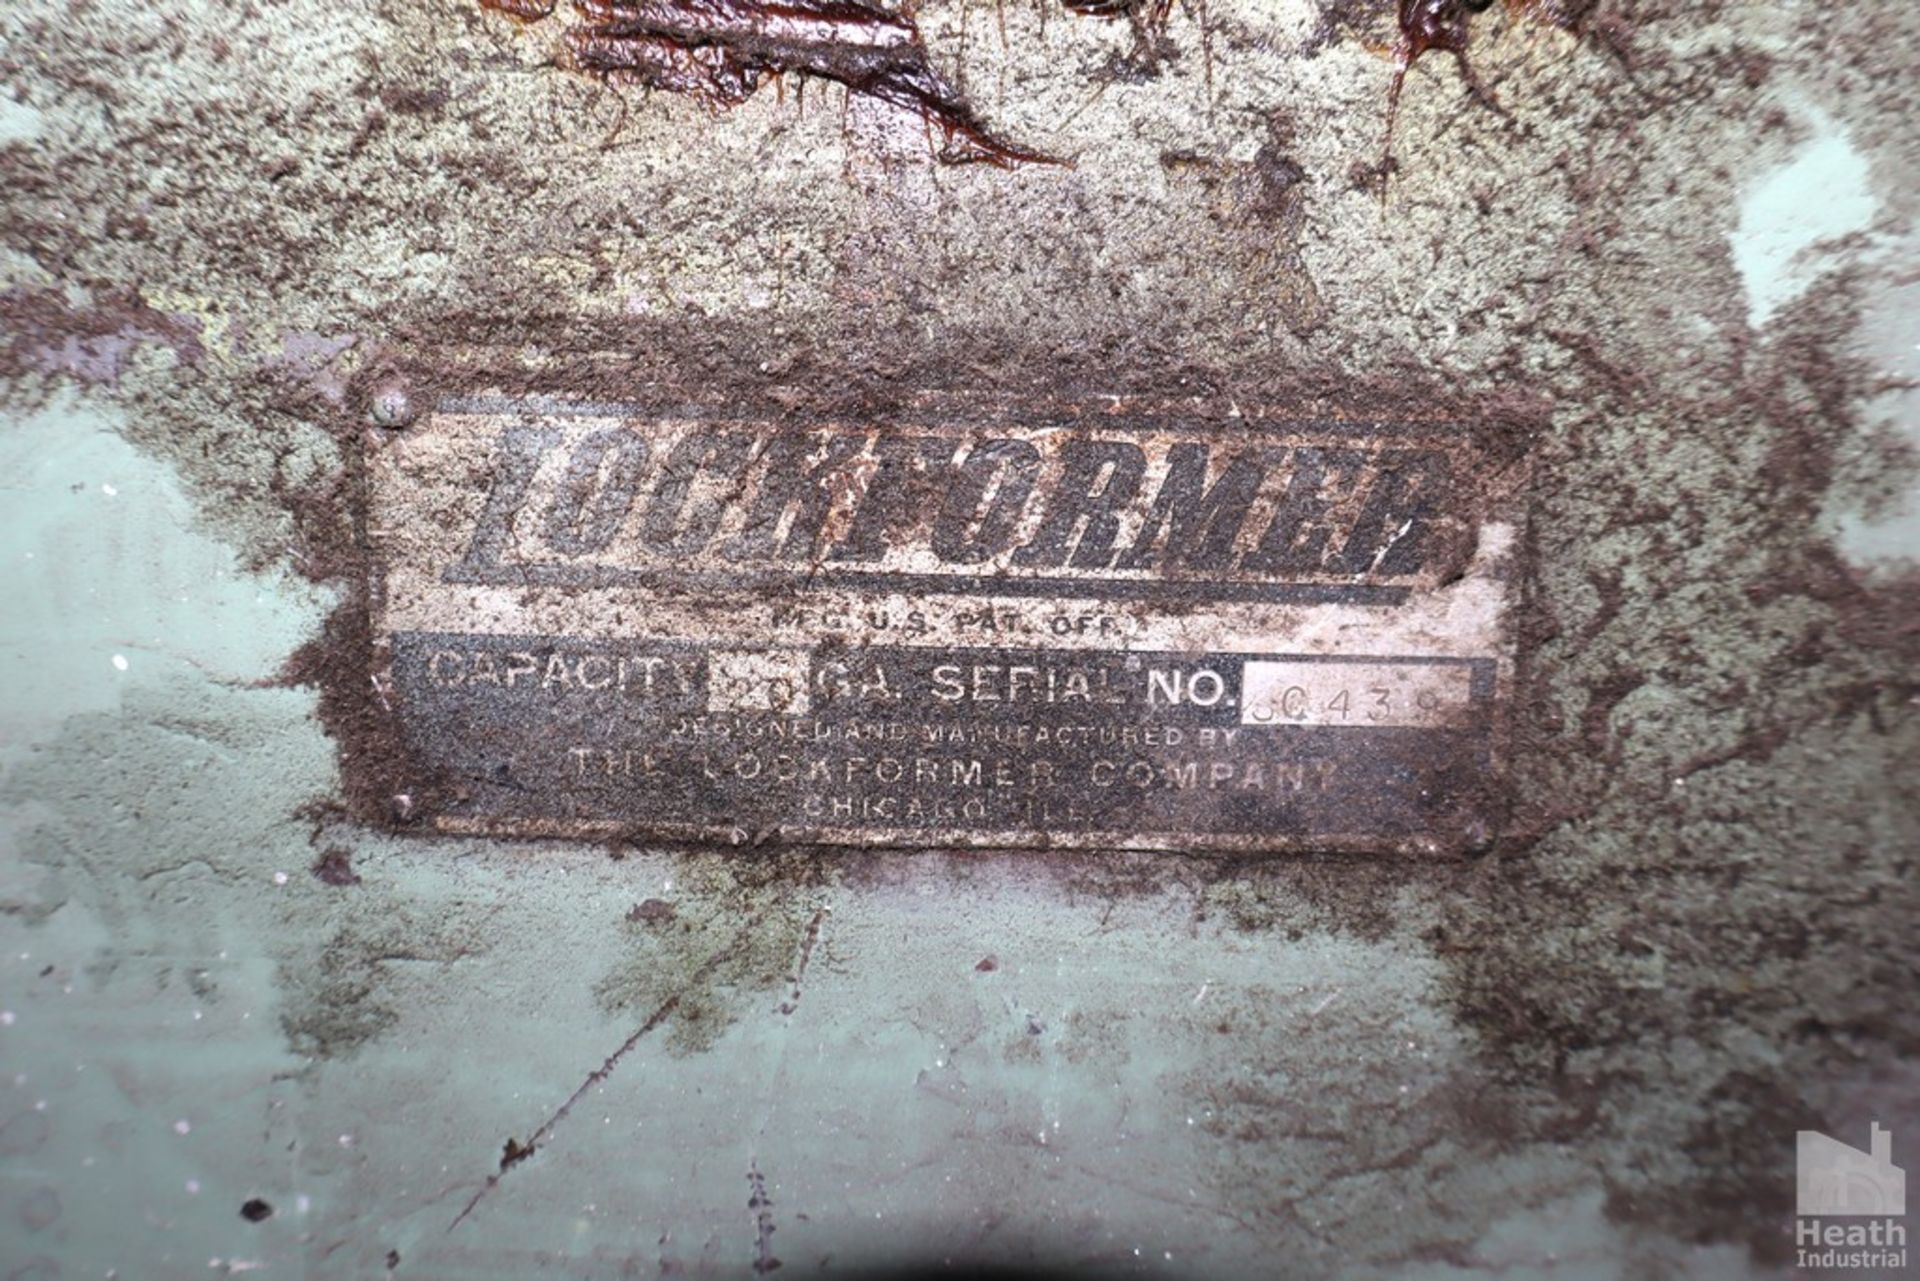 LOCKFORMER
REG. U.S. PAT. OFF.
CAPACITY 20 GA. SERIAL NO.
DESIGNED AND MANUFACTURED BY
THE LOCKFORMER COMPANY
CHICAGO ILL.
Heath
Industrial